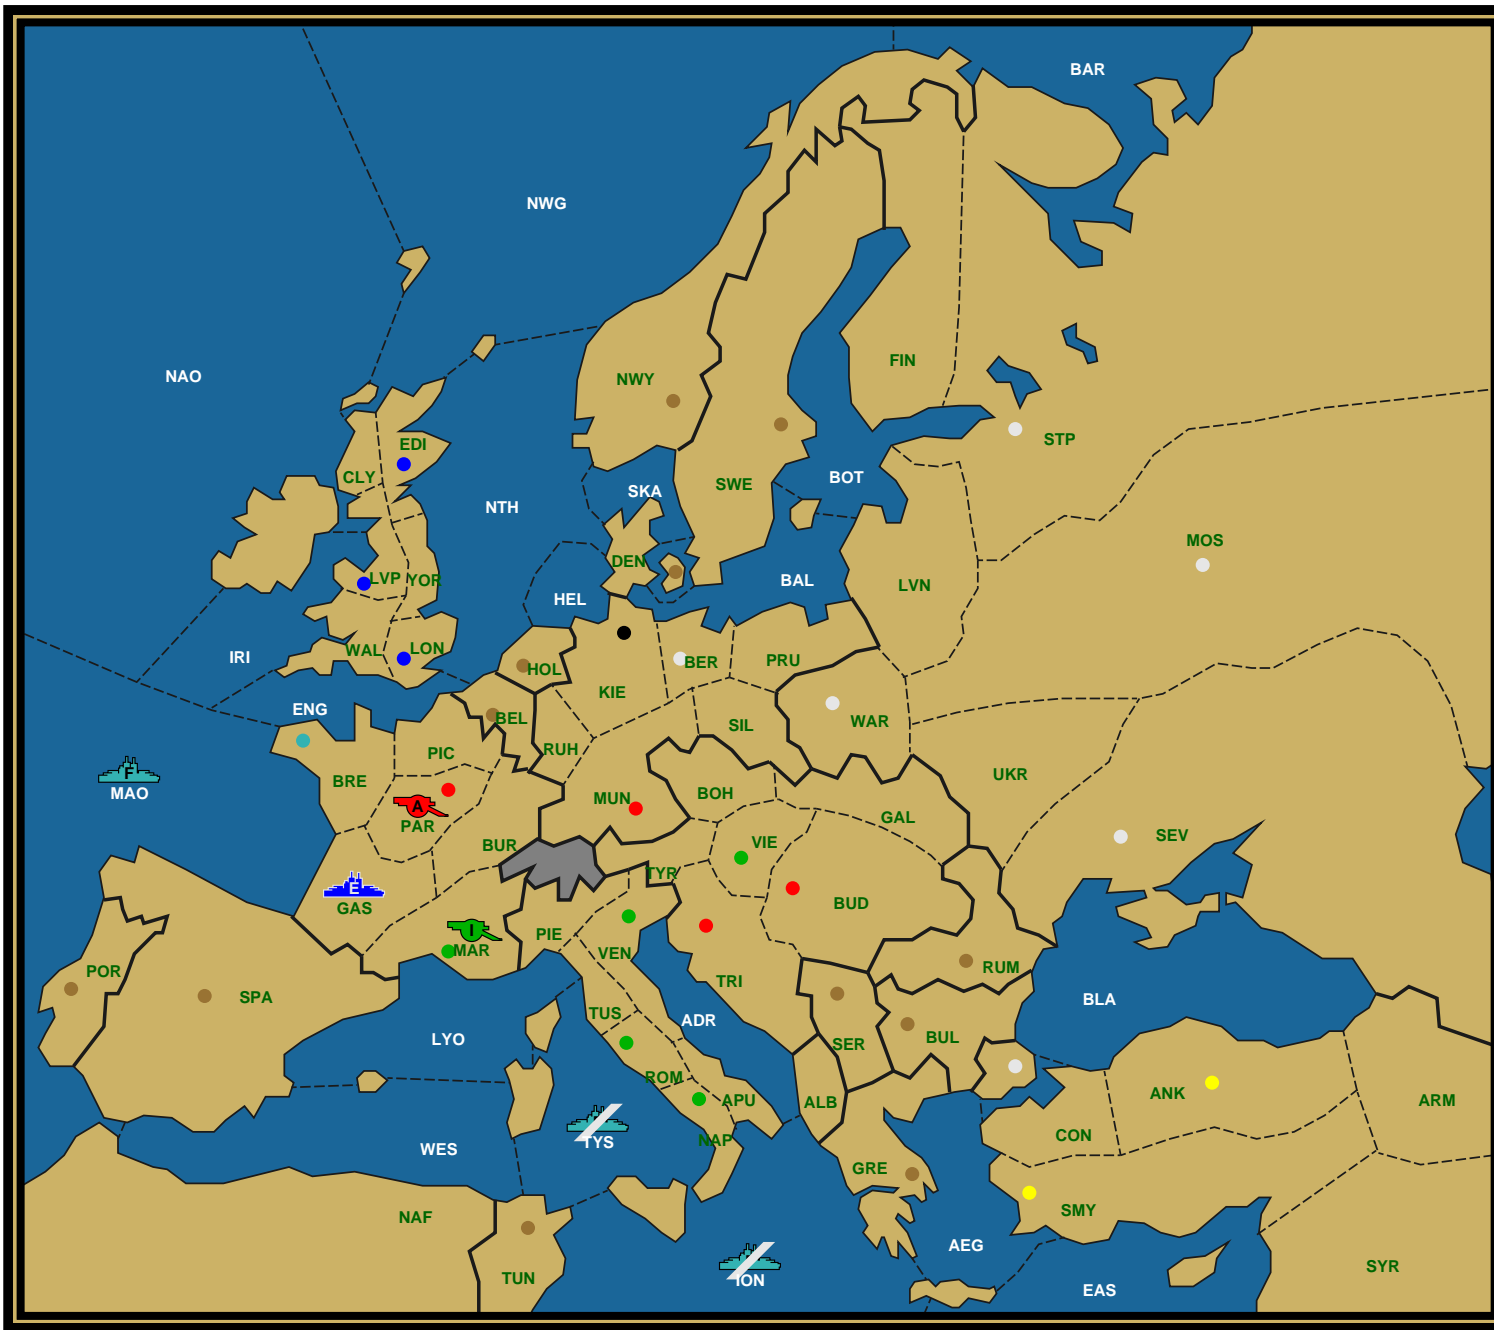 BAR
NWG
NAO
FIN
NWY
STP
EDI
CLY
SWE
BOT
SKA
NTH
MOS
DEN
LVP
YOR
BAL
LVN
HEL
WAL
LON
IRI
HOL
BER
PRU
KIE
ENG
BEL
WAR
SIL
PIC
RUH
BRE
UKR
F
MAO
MUN
BOH
A
PAR
GAL
SEV
BUR
VIE
TYR
E
GAS
BUD
I
MAR
PIE
VEN
POR
RUM
SPA
TRI
BLA
TUS
ADR
LYO
SER
BUL
ROM
ANK
APU
ALB
ARM
CON
TYS
NAP
WES
GRE
SMY
NAF
AEG
SYR
TUN
ION
EAS